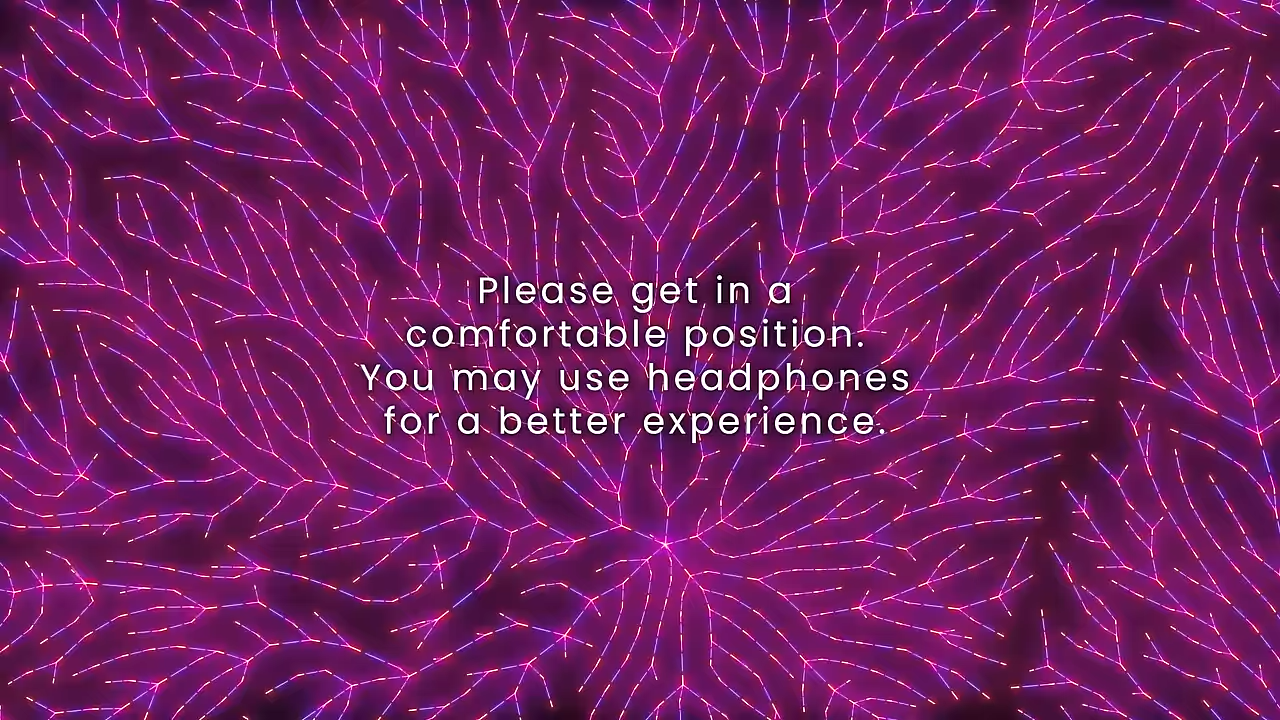 Please get in a
comfortable position.
You may use headphones
for a better experience.